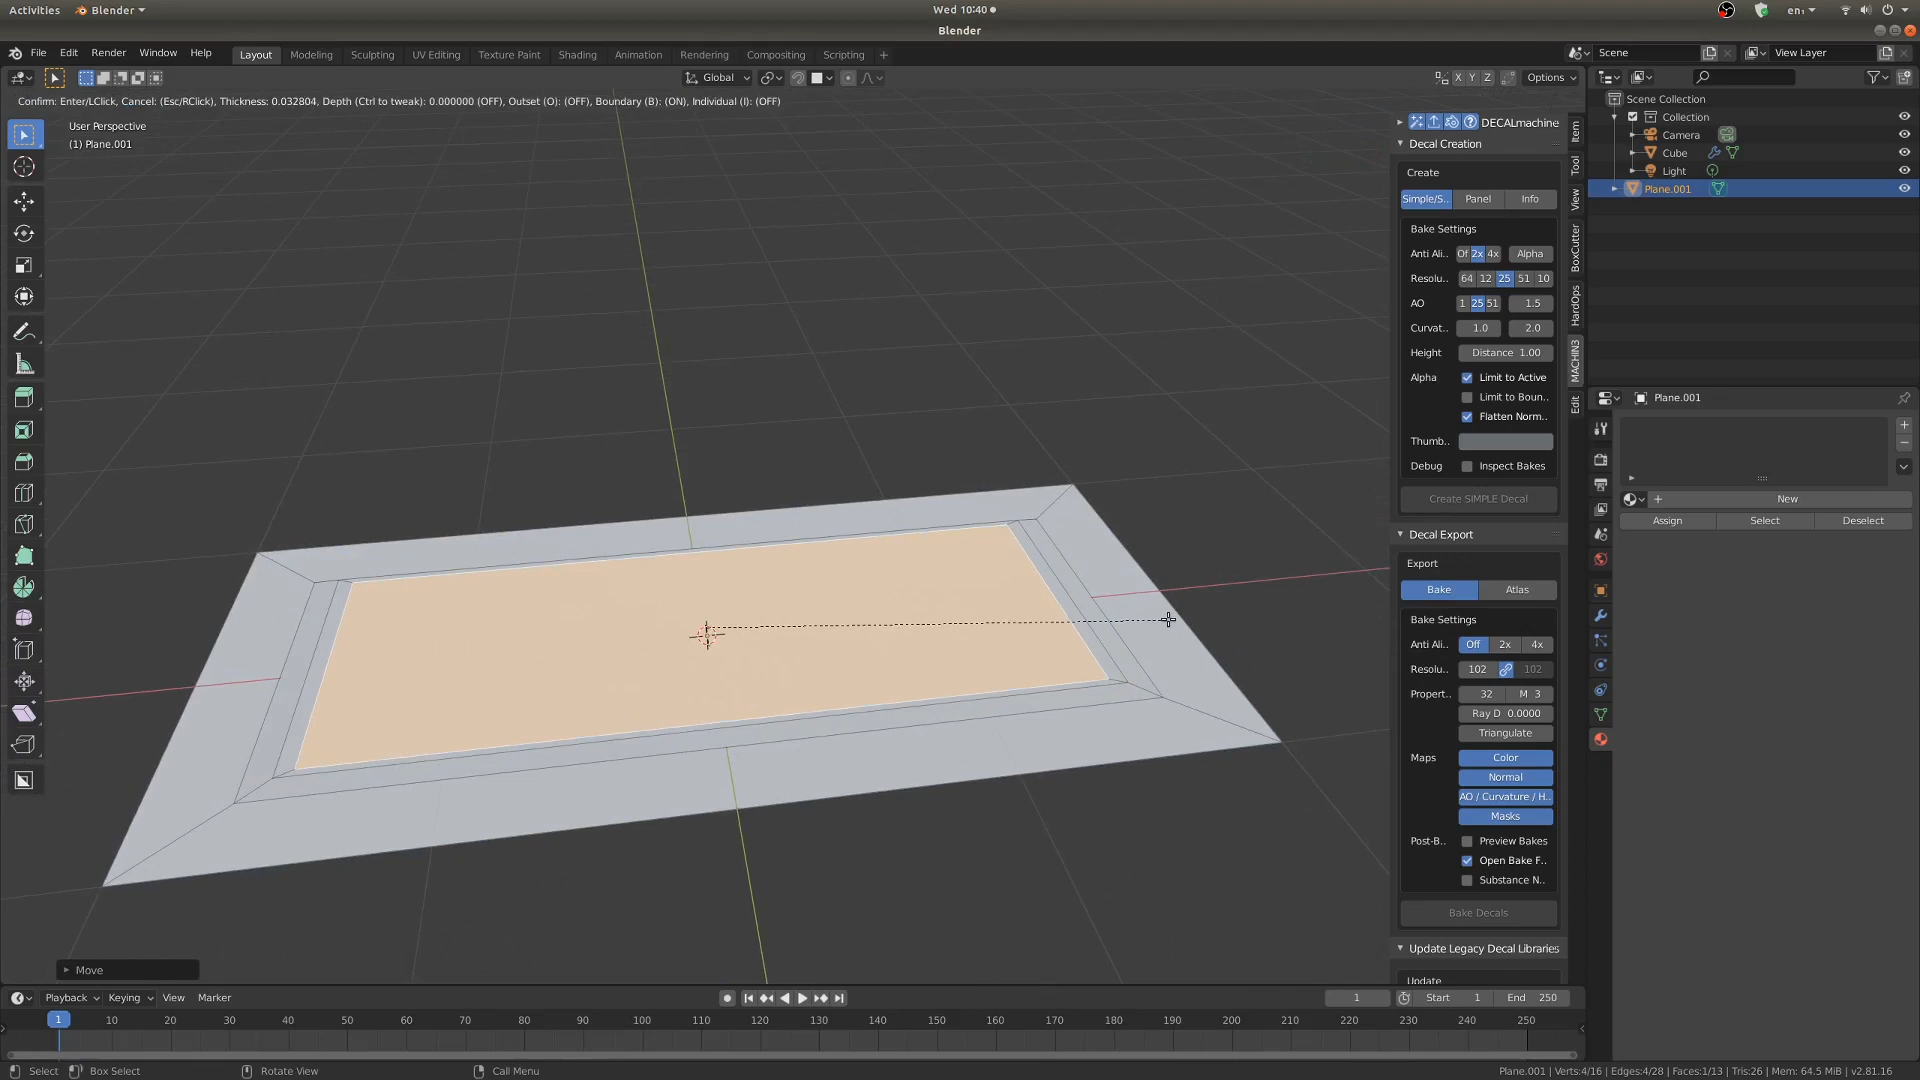 Activities Blender Wed 10:40 en₁
Blender
File Edit Render Window Help Layout Modeling Sculpting UV Editing Texture Paint Shading Animation Rendering Compositing Scripting + Scene View Layer
Global X Y Z Options
Confirm: Enter/LClick, Cancel: (Esc/RClick), Thickness: 0.032804, Depth (Ctrl to tweak): 0.000000 (OFF), Outset (O): (OFF), Boundary (B): (ON), Individual (I): (OFF)
User Perspective
(1) Plane.001
DECALmachine
Decal Creation
Create
Simple/S.. Panel Info
Bake Settings
Anti Ali.. Of 2x 4x Alpha
Resolu.. 64 12 25 51 10
AO 1 25 51 1.5
Curvat.. 1.0 2.0
Height Distance 1.00
Alpha Limit to Active
Limit to Boun..
Flatten Norm..
Thumb..
Debug Inspect Bakes
Create SIMPLE Decal
Decal Export
Export
Bake Atlas
Bake Settings
Anti Ali.. Off 2x 4x
Resolu.. 102 102
Propert.. 32 M 3
Ray D 0.0000
Triangulate
Maps Color
Normal
AO / Curvature / H..
Masks
Post-B.. Preview Bakes
Open Bake F..
Substance N..
Bake Decals
Update Legacy Decal Libraries
Update
Item
Tool
View
BoxCutter
HardOps
MACHIN3
Edit
Scene Collection
Collection
Camera
Cube
Light
Plane.001
Plane.001
New
Assign Select Deselect
Move
Playback Keying View Marker 1 Start 1 End 250
1 10 20 30 40 50 60 70 80 90 100 110 120 130 140 150 160 170 180 190 200 210 220 230 240 250
Select Box Select Rotate View Call Menu Plane.001 | Verts:4/16 | Edges:4/28 | Faces:1/13 | Tris:26 | Mem: 64.5 MiB | v2.81.16